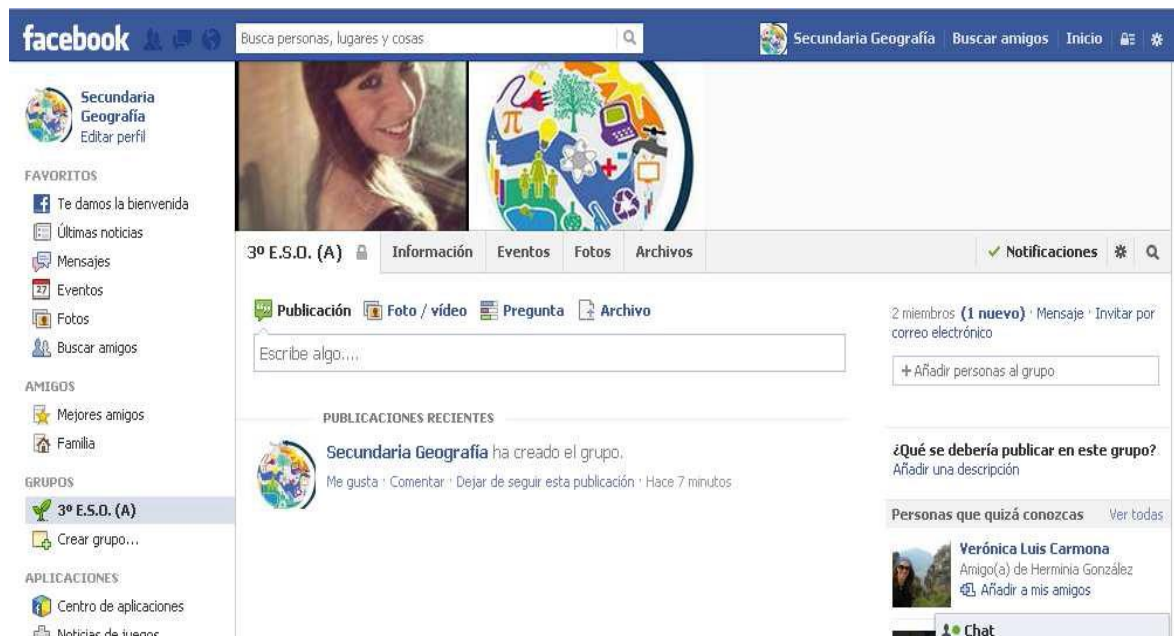 facebook
Busca personas, lugares y cosas
Secundaria Geografía Buscar amigos Inicio
Secundaria
Geografía
Editar perfil
FAVORITOS
Te damos la bienvenida
Últimas noticias
Mensajes
27 Eventos
Fotos
Buscar amigos
AMIGOS
Mejores amigos
Familia
GRUPOS
3º E.S.O. (A)
Crear grupo...
APLICACIONES
Centro de aplicaciones
Noticias de juegos
π
3º E.S.O. (A) Información Eventos Fotos Archivos
Notificaciones
Publicación Foto / vídeo Pregunta Archivo
Escribe algo....
PUBLICACIONES RECIENTES
Secundaria Geografía ha creado el grupo.
Me gusta · Comentar · Dejar de seguir esta publicación · Hace 7 minutos
2 miembros (1 nuevo) · Mensaje · Invitar por
correo electrónico
+ Añadir personas al grupo
¿Qué se debería publicar en este grupo?
Añadir una descripción
Personas que quizá conozcas Ver todas
Verónica Luis Carmona
Amigo(a) de Herminia González
Añadir a mis amigos
Chat